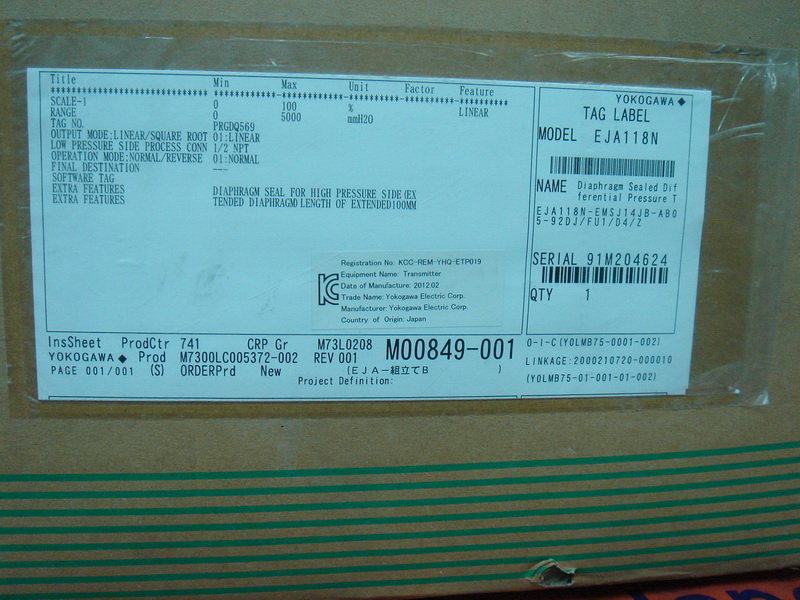 Title Min Max Unit Factor Feature
SCALE-1 0 100 %
RANGE 0 5000 mmH2O LINEAR
TAG NO. PRGDQ569
OUTPUT MODE:LINEAR/SQUARE ROOT 01:LINEAR
LOW PRESSURE SIDE PROCESS CONN 1/2 NPT
OPERATION MODE:NORMAL/REVERSE 01:NORMAL
FINAL DESTINATION ---
SOFTWARE TAG
EXTRA FEATURES DIAPHRAGM SEAL FOR HIGH PRESSURE SIDE(EX
EXTRA FEATURES TENDED DIAPHRAGM)LENGTH OF EXTENDED100MM
Registration No: KCC-REM-YHQ-ETP019
Equipment Name: Transmitter
Date of Manufacture: 2012.02
Trade Name: Yokogawa Electric Corp.
Manufacturer: Yokogawa Electric Corp.
Country of Origin: Japan
YOKOGAWA ◆
TAG LABEL
MODEL EJA118N
NAME Diaphragm Sealed Dif
ferential Pressure T
EJA118N-EMSJ14JB-AB0
5-92DJ/FU1/D4/Z
SERIAL 91M204624
QTY 1
InsSheet ProdCtr 741 CRP Gr M73L0208 M00849-001
YOKOGAWA ◆ Prod M7300LC005372-002 REV 001
PAGE 001/001 (S) ORDERPrd New (EJA-組立てB )
Project Definition:
O-I-C(YOLMB75-0001-002)
LINKAGE:2000210720-000010
(YOLMB75-01-001-01-002)